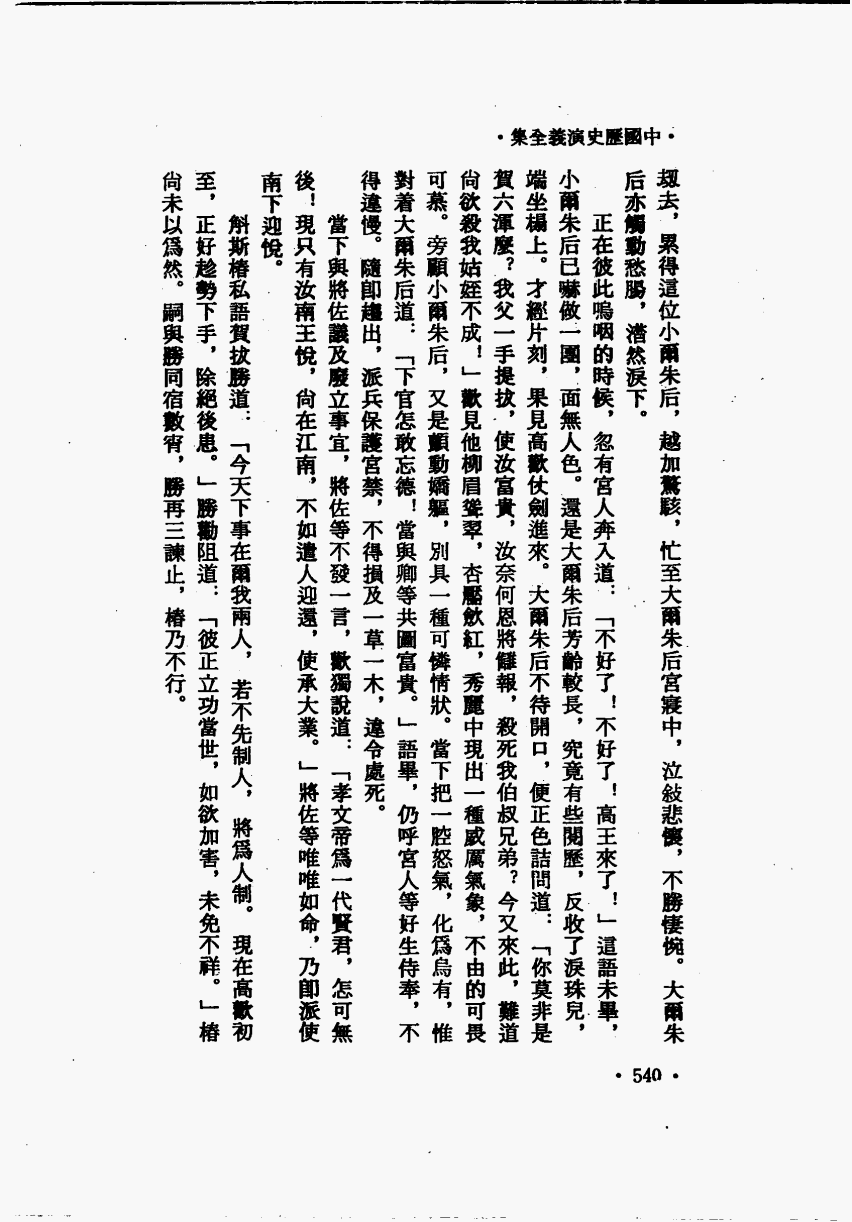 •中國歷史演義全集•
刼去，累得這位小爾朱后，越加驚駭，忙至大爾朱后宮寢中，泣敍悲懷，不勝悽惋。大爾朱
后亦觸動愁腸，潸然淚下。
正在彼此嗚咽的時候，忽有宮人奔入道：「不好了！不好了！高王來了！」這語未畢，
小爾朱后已嚇做一團，面無人色。還是大爾朱后芳齡較長，究竟有些閱歷，反收了淚珠兒，
端坐榻上。才經片刻，果見高歡仗劍進來。大爾朱后不待開口，便正色詰問道：「你莫非是
賀六渾麼？我父一手提拔，使汝富貴，汝奈何恩將讎報，殺死我伯叔兄弟？今又來此，難道
尙欲殺我姑姪不成！」歡見他柳眉聳翠，杏靨斂紅，秀麗中現出一種威厲氣象，不由的可畏
可慕。旁顧小爾朱后，又是顫動嬌軀，別具一種可憐情狀。當下把一腔怒氣，化爲烏有，惟
對着大爾朱后道：「下官怎敢忘德！當與卿等共圖富貴。」語畢，仍呼宮人等好生侍奉，不
得違慢。隨卽趨出，派兵保護宮禁，不得損及一草一木，違令處死。
當下與將佐議及廢立事宜，將佐等不發一言，歡獨說道：「孝文帝爲一代賢君，怎可無
後！現只有汝南王悅，尙在江南，不如遣人迎還，使承大業。」將佐等唯唯如命，乃卽派使
南下迎悅。
斛斯椿私語賀拔勝道：「今天下事在爾我兩人，若不先制人，將爲人制。現在高歡初
至，正好趁勢下手，除絕後患。」勝勸阻道：「彼正立功當世，如欲加害，未免不祥。」椿
尙未以爲然。嗣與勝同宿數宵，勝再三諫止，椿乃不行。
•540•